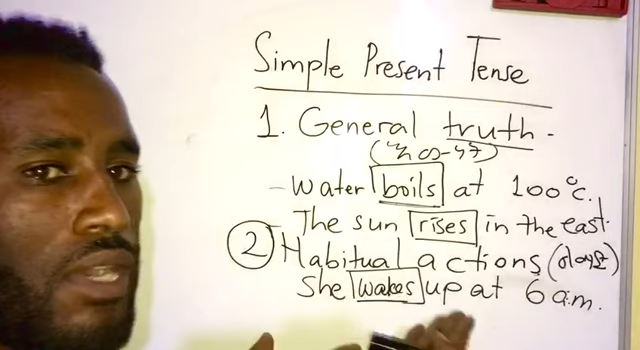 Simple Present Tense
1. General truth -
- Water boils at 100°c.
- The sun rises in the east.
② Habitual actions
She wakes up at 6 a.m.